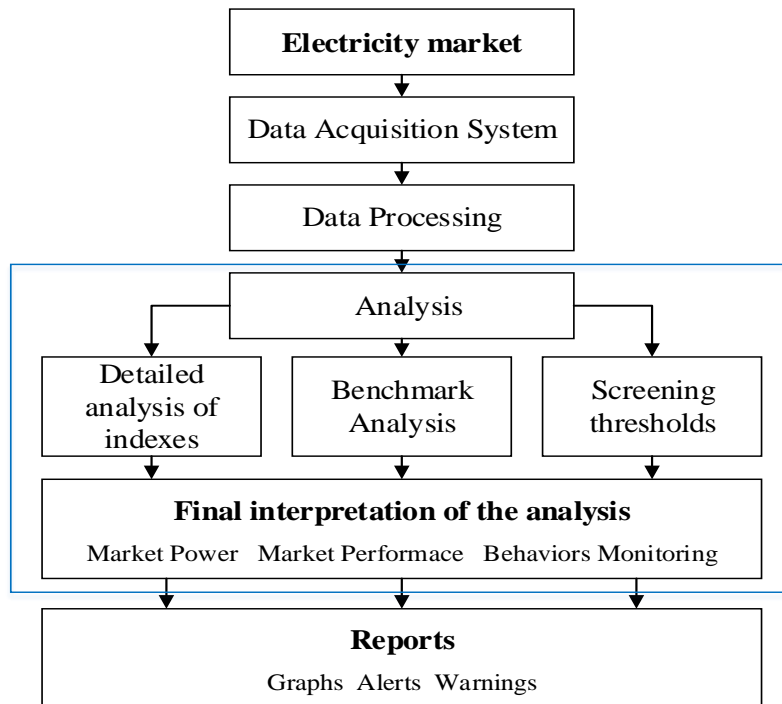 Electricity market
Data Acquisition System
Data Processing
Analysis
Detailed
analysis of
indexes
Benchmark
Analysis
Screening
thresholds
Final interpretation of the analysis
Market Power Market Performace Behaviors Monitoring
Reports
Graphs Alerts Warnings